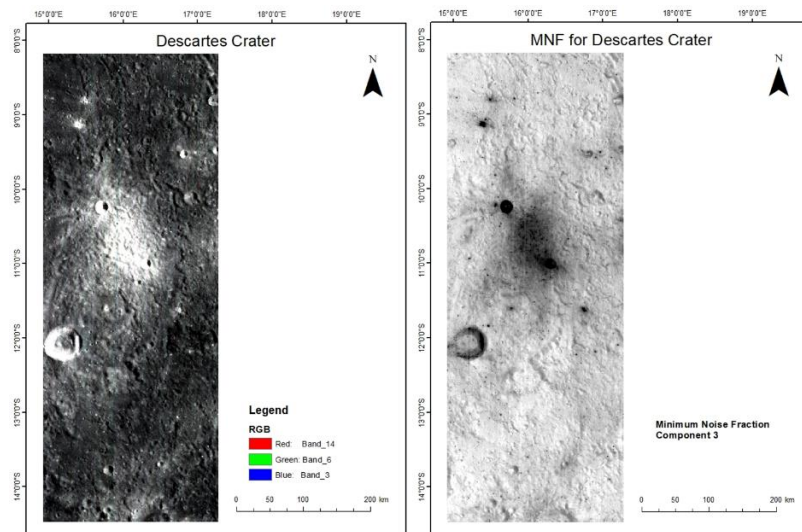 15°0'0"E 16°0'0"E 17°0'0"E 18°0'0"E 19°0'0"E
Descartes Crater
N
8°0'0"S
9°0'0"S
10°0'0"S
11°0'0"S
12°0'0"S
13°0'0"S
14°0'0"S
Legend
RGB
Red: Band_14
Green: Band_6
Blue: Band_3
0 50 100 200 km
15°0'0"E 16°0'0"E 17°0'0"E 18°0'0"E 19°0'0"E
MNF for Descartes Crater
N
8°0'0"S
9°0'0"S
10°0'0"S
11°0'0"S
12°0'0"S
13°0'0"S
14°0'0"S
Minimum Noise Fraction
Component 3
0 50 100 200 km